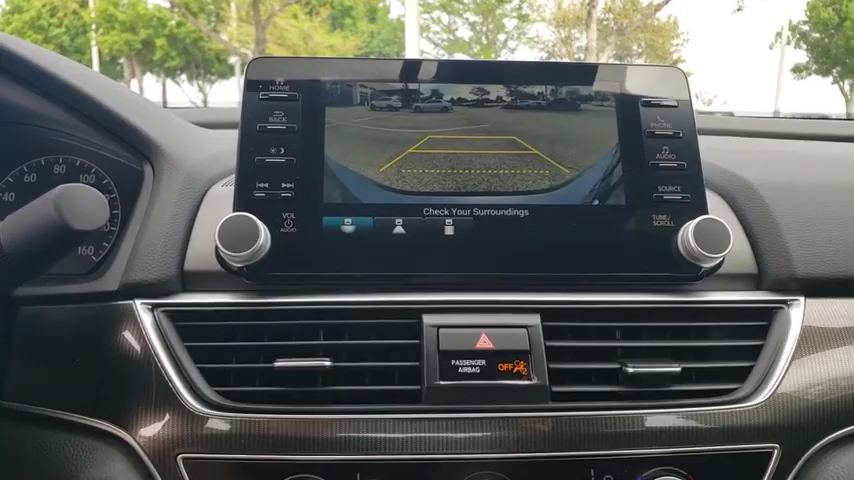 HOME
BACK
VOL
AUDIO
PHONE
AUDIO
SOURCE
TUNE
SCROLL
Check Your Surroundings
40
60
80
100
160
PASSENGER
AIRBAG
OFF
2